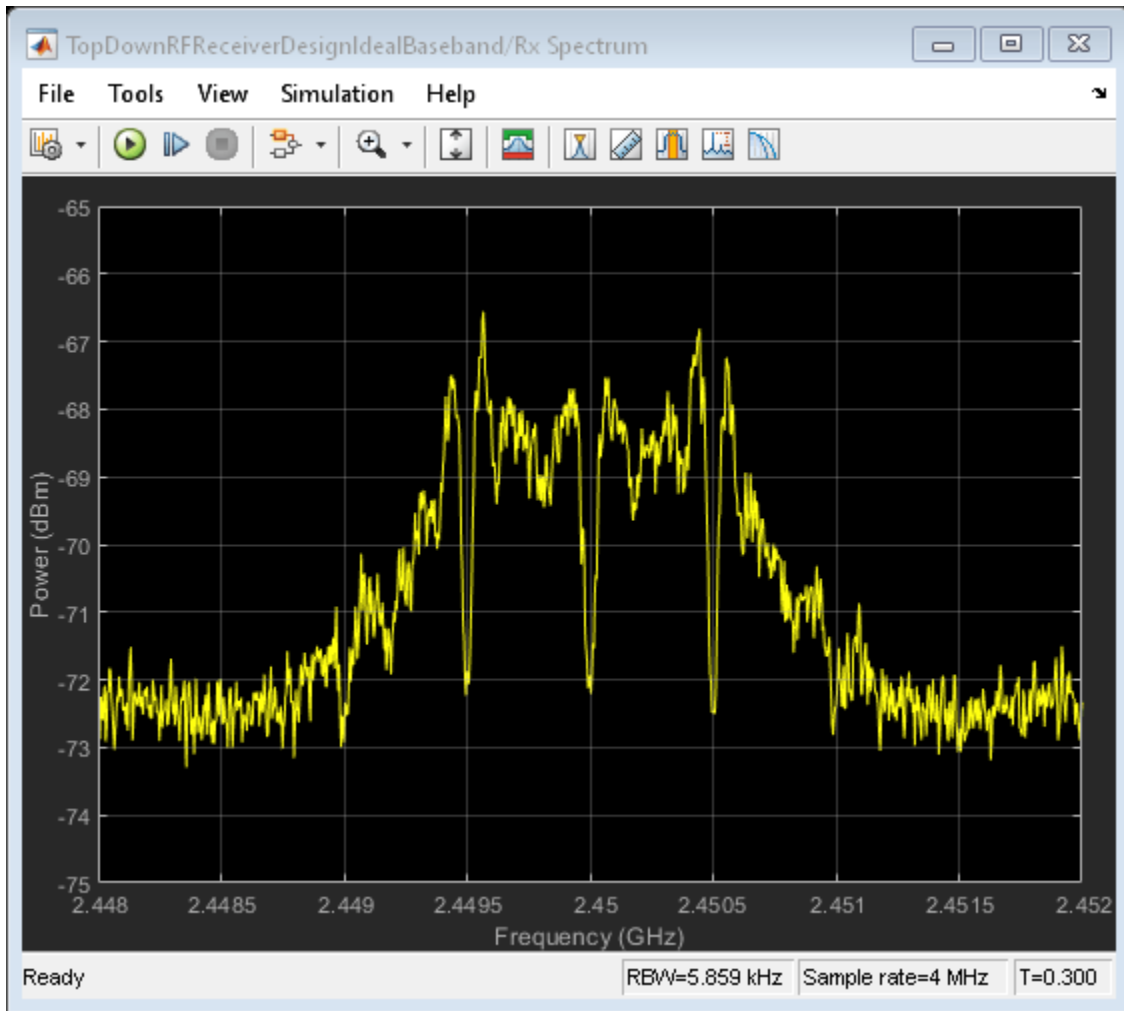 TopDownRFReceiverDesignIdealBaseband/Rx Spectrum
File Tools View Simulation Help
-65
-66
-67
-68
-69
-70
-71
-72
-73
-74
-75
Power (dBm)
2.448 2.4485 2.449 2.4495 2.45 2.4505 2.451 2.4515 2.452
Frequency (GHz)
Ready RBW=5.859 kHz Sample rate=4 MHz T=0.300